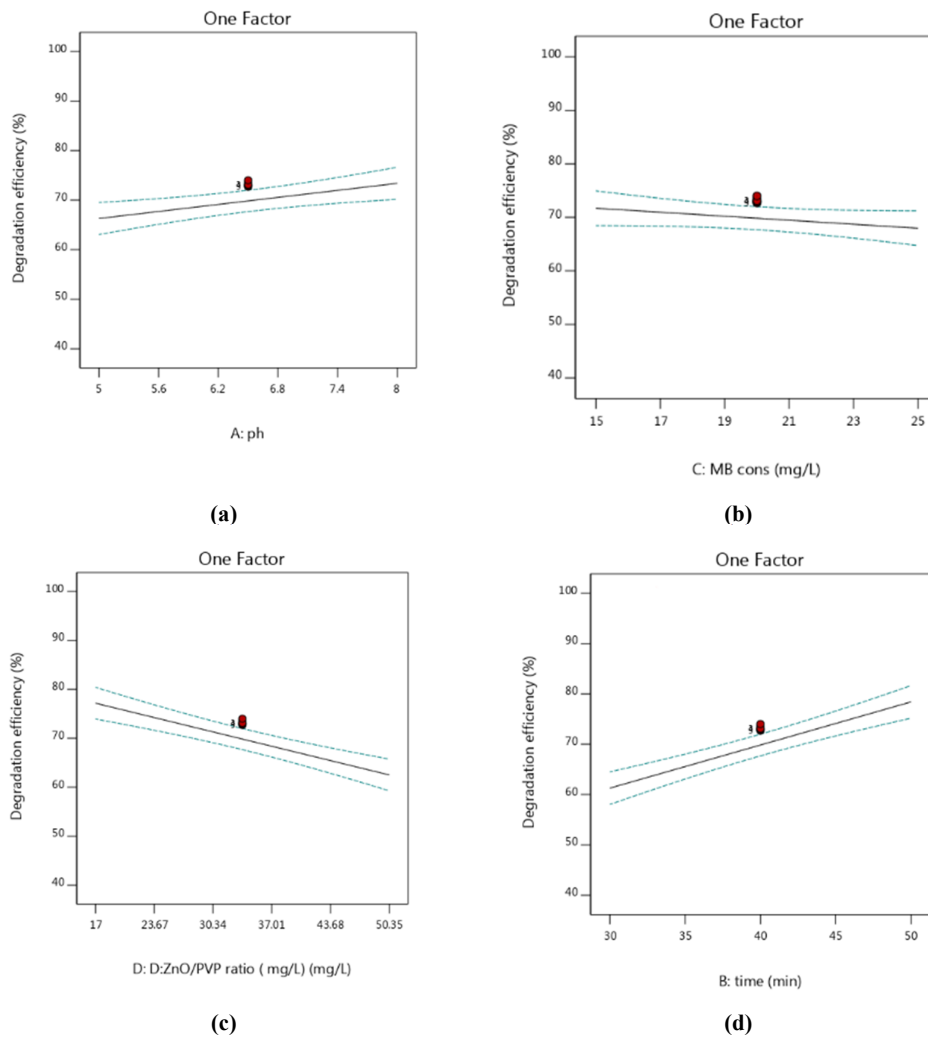 One Factor
Degradation efficiency (%)
100
90
80
70
60
50
40
5 5.6 6.2 6.8 7.4 8
A: ph
(a)
One Factor
Degradation efficiency (%)
100
90
80
70
60
50
40
15 17 19 21 23 25
C: MB cons (mg/L)
(b)
One Factor
Degradation efficiency (%)
100
90
80
70
60
50
40
17 23.67 30.34 37.01 43.68 50.35
D: D:ZnO/PVP ratio ( mg/L) (mg/L)
(c)
One Factor
Degradation efficiency (%)
100
90
80
70
60
50
40
30 35 40 45 50
B: time (min)
(d)